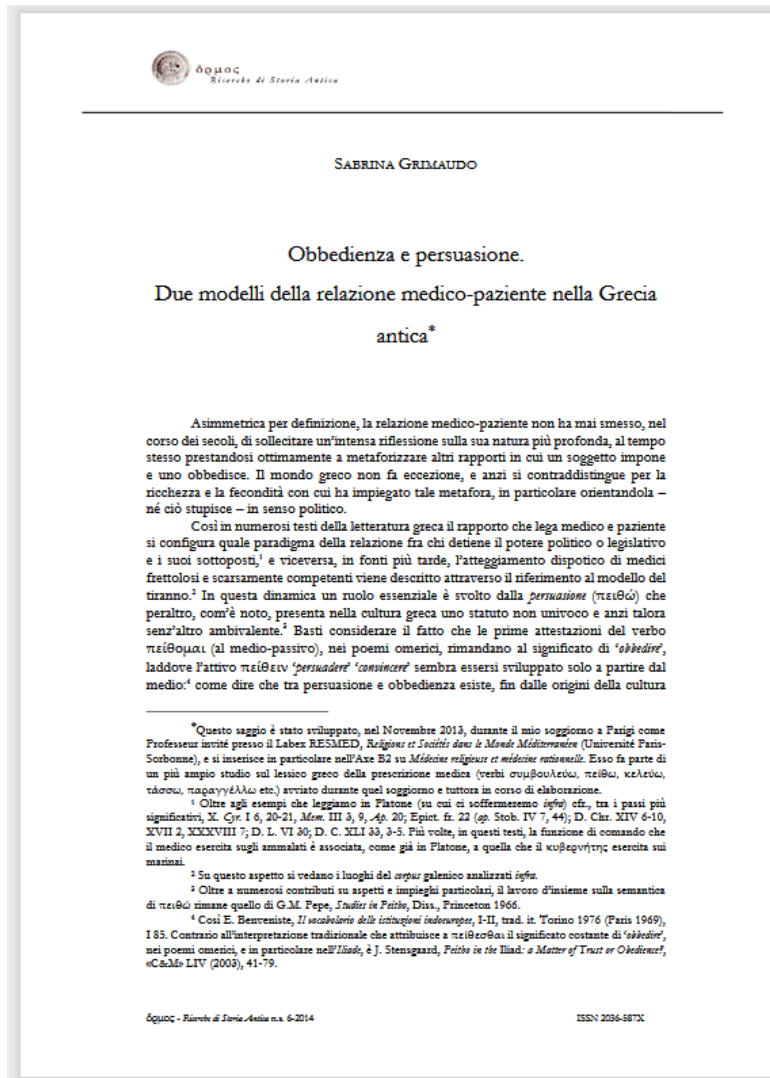 ὅρμος
Ricerche di Storia Antica
SABRINA GRIMAUDO
Obbedienza e persuasione.
Due modelli della relazione medico-paziente nella Grecia
antica*
Asimmetrica per definizione, la relazione medico-paziente non ha mai smesso, nel
corso dei secoli, di sollecitare un'intensa riflessione sulla sua natura più profonda, al tempo
stesso prestandosi ottimamente a metaforizzare altri rapporti in cui un soggetto impone
e uno obbedisce. Il mondo greco non fa eccezione, e anzi si contraddistingue per la
ricchezza e la fecondità con cui ha impiegato tale metafora, in particolare orientandola –
né ciò stupisce – in senso politico.
Così in numerosi testi della letteratura greca il rapporto che lega medico e paziente
si configura quale paradigma della relazione fra chi detiene il potere politico o legislativo
e i suoi sottoposti,¹ e viceversa, in fonti più tarde, l'atteggiamento dispotico di medici
frettolosi e scarsamente competenti viene descritto attraverso il riferimento al modello del
tiranno.² In questa dinamica un ruolo essenziale è svolto dalla persuasione (πειθώ) che
peraltro, com'è noto, presenta nella cultura greca uno statuto non univoco e anzi talora
senz'altro ambivalente.³ Basti considerare il fatto che le prime attestazioni del verbo
πείθομαι (al medio-passivo), nei poemi omerici, rimandano al significato di 'obbedire',
laddove l'attivo πείθειν 'persuadere' 'convincere' sembra essersi sviluppato solo a partire dal
medio:⁴ come dire che tra persuasione e obbedienza esiste, fin dalle origini della cultura
*Questo saggio è stato sviluppato, nel Novembre 2013, durante il mio soggiorno a Parigi come
Professeur invité presso il Labex RESMED, Religions et Sociétés dans le Monde Méditerranéen (Université Paris-
Sorbonne), e si inserisce in particolare nell'Axe B2 su Médecine religieuse et médecine rationnelle. Esso fa parte di
un più ampio studio sul lessico greco della prescrizione medica (verbi συμβουλεύω, πείθω, κελεύω,
τάσσω, παραγγέλλω etc.) avviato durante quel soggiorno e tuttora in corso di elaborazione.
¹ Oltre agli esempi che leggiamo in Platone (su cui ci soffermeremo infra) cfr., tra i passi più
significativi, X. Cyr. I 6, 20-21, Mem. III 3, 9, Ap. 20; Epict. fr. 22 (ap. Stob. IV 7, 44); D. Chr. XIV 6-10,
XVII 2, XXXVIII 7; D. L. VI 30; D. C. XLI 33, 3-5. Più volte, in questi testi, la funzione di comando che
il medico esercita sugli ammalati è associata, come già in Platone, a quella che il κυβερνήτης esercita sui
marinai.
² Su questo aspetto si vedano i luoghi del corpus galenico analizzati infra.
³ Oltre a numerosi contributi su aspetti e impieghi particolari, il lavoro d'insieme sulla semantica
di πειθώ rimane quello di G.M. Pepe, Studies in Peitho, Diss., Princeton 1966.
⁴ Così E. Benveniste, Il vocabolario delle istituzioni indoeuropee, I-II, trad. it. Torino 1976 (Paris 1969),
I 85. Contrario all'interpretazione tradizionale che attribuisce a πείθεσθαι il significato costante di 'obbedire',
nei poemi omerici, e in particolare nell'Iliade, è J. Stensgaard, Peitho in the Iliad: a Matter of Trust or Obedience?,
«C&M» LIV (2003), 41-79.
ὅρμος - Ricerche di Storia Antica n.s. 6-2014 ISSN 2036-587X